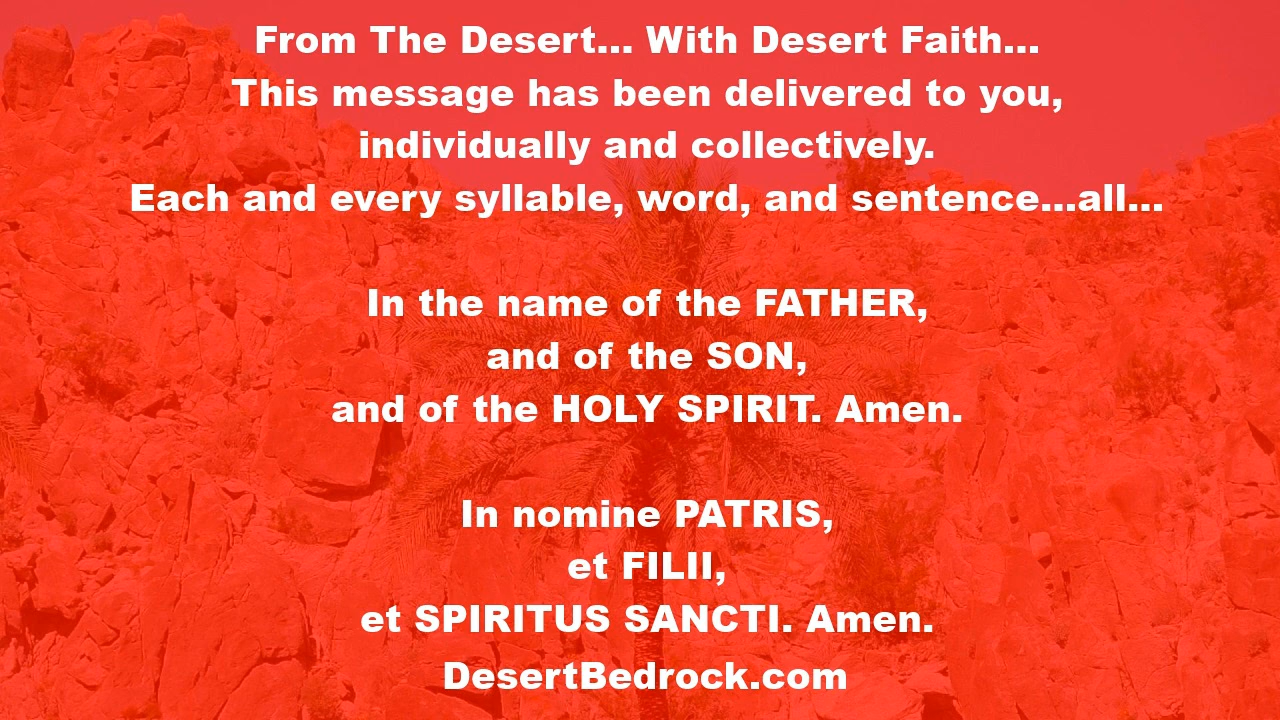 From The Desert... With Desert Faith...
This message has been delivered to you,
individually and collectively.
Each and every syllable, word, and sentence...all...
In the name of the FATHER,
and of the SON,
and of the HOLY SPIRIT. Amen.
In nomine PATRIS,
et FILII,
et SPIRITUS SANCTI. Amen.
DesertBedrock.com